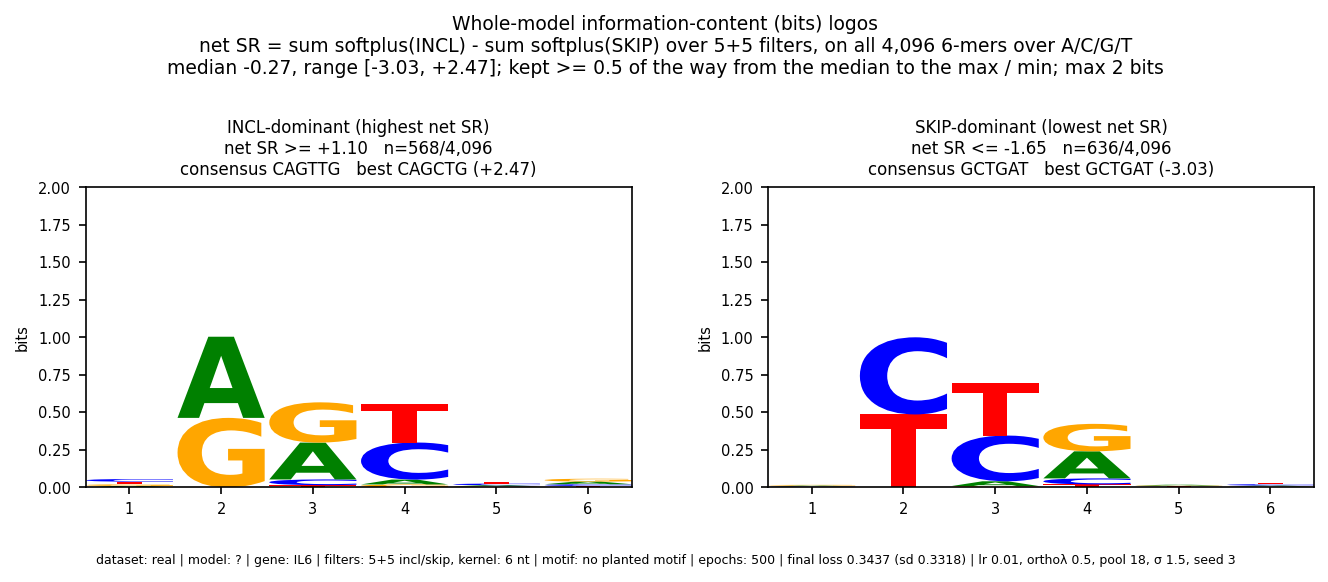 Whole-model information-content (bits) logos
net SR = sum softplus(INCL) - sum softplus(SKIP) over 5+5 filters, on all 4,096 6-mers over A/C/G/T
median -0.27, range [-3.03, +2.47]; kept >= 0.5 of the way from the median to the max / min; max 2 bits
INCL-dominant (highest net SR)
net SR >= +1.10 n=568/4,096
consensus CAGTTG best CAGCTG (+2.47)
2.00
1.75
1.50
1.25
1.00
0.75
0.50
0.25
0.00
bits
A
G
G
A
C
T
C
1 2 3 4 5 6
SKIP-dominant (lowest net SR)
net SR <= -1.65 n=636/4,096
consensus GCTGAT best GCTGAT (-3.03)
2.00
1.75
1.50
1.25
1.00
0.75
0.50
0.25
0.00
bits
C
T
T
C
G
A
C
1 2 3 4 5 6
dataset: real | model: ? | gene: IL6 | filters: 5+5 incl/skip, kernel: 6 nt | motif: no planted motif | epochs: 500 | final loss 0.3437 (sd 0.3318) | lr 0.01, orthoλ 0.5, pool 18, σ 1.5, seed 3